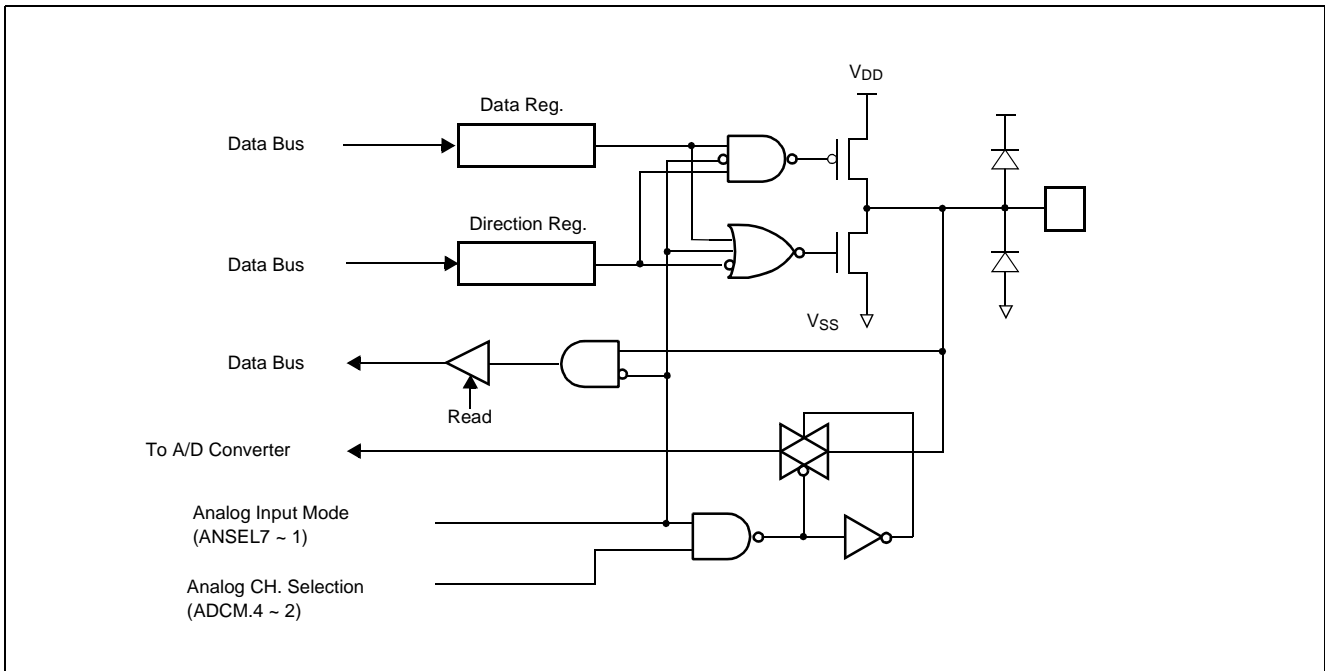 VDD
Data Reg.
Data Bus
Direction Reg.
Data Bus
VSS
Data Bus
Read
To A/D Converter
Analog Input Mode
(ANSEL7 ~ 1)
Analog CH. Selection
(ADCM.4 ~ 2)